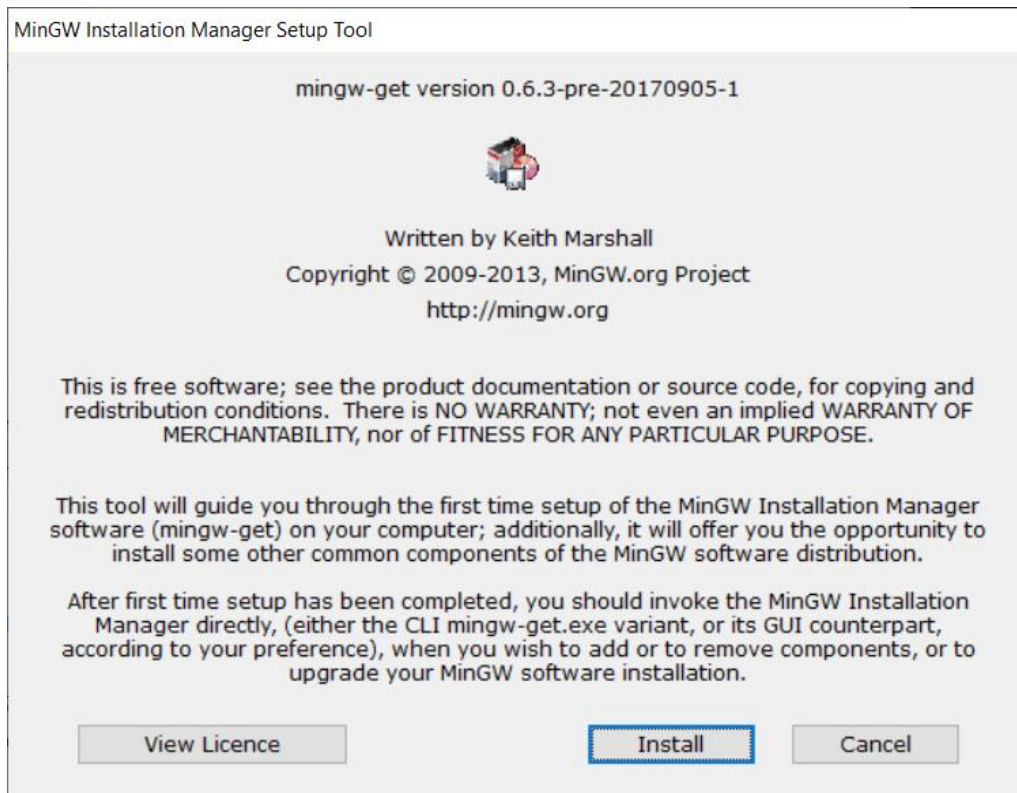 MinGW Installation Manager Setup Tool
mingw-get version 0.6.3-pre-20170905-1
Written by Keith Marshall
Copyright © 2009-2013, MinGW.org Project
http://mingw.org
This is free software; see the product documentation or source code, for copying and
redistribution conditions.  There is NO WARRANTY; not even an implied WARRANTY OF
MERCHANTABILITY, nor of FITNESS FOR ANY PARTICULAR PURPOSE.
This tool will guide you through the first time setup of the MinGW Installation Manager
software (mingw-get) on your computer; additionally, it will offer you the opportunity to
install some other common components of the MinGW software distribution.
After first time setup has been completed, you should invoke the MinGW Installation
Manager directly, (either the CLI mingw-get.exe variant, or its GUI counterpart,
according to your preference), when you wish to add or to remove components, or to
upgrade your MinGW software installation.
View Licence Install Cancel